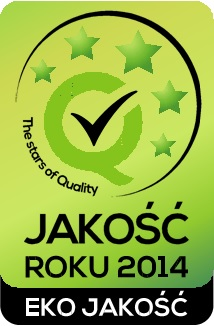 The stars of Quality
JAKOŚĆ
ROKU 2014
EKO JAKOŚĆ